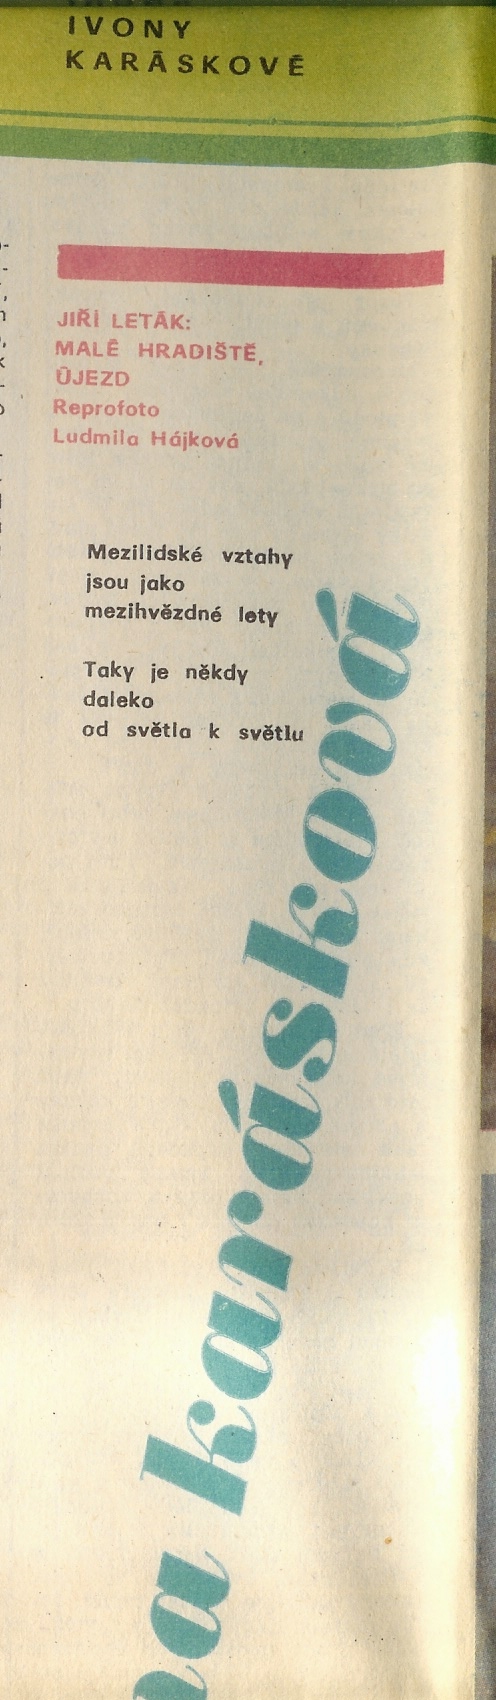 IVONY
KARÁSKOVÉ
JIŘÍ LETÁK:
MALÉ HRADIŠTĚ,
ÚJEZD
Reprofoto
Ludmila Hájková
Mezilidské vztahy
jsou jako
mezihvězdné lety
Taky je někdy
daleko
od světla k světlu
na karásková